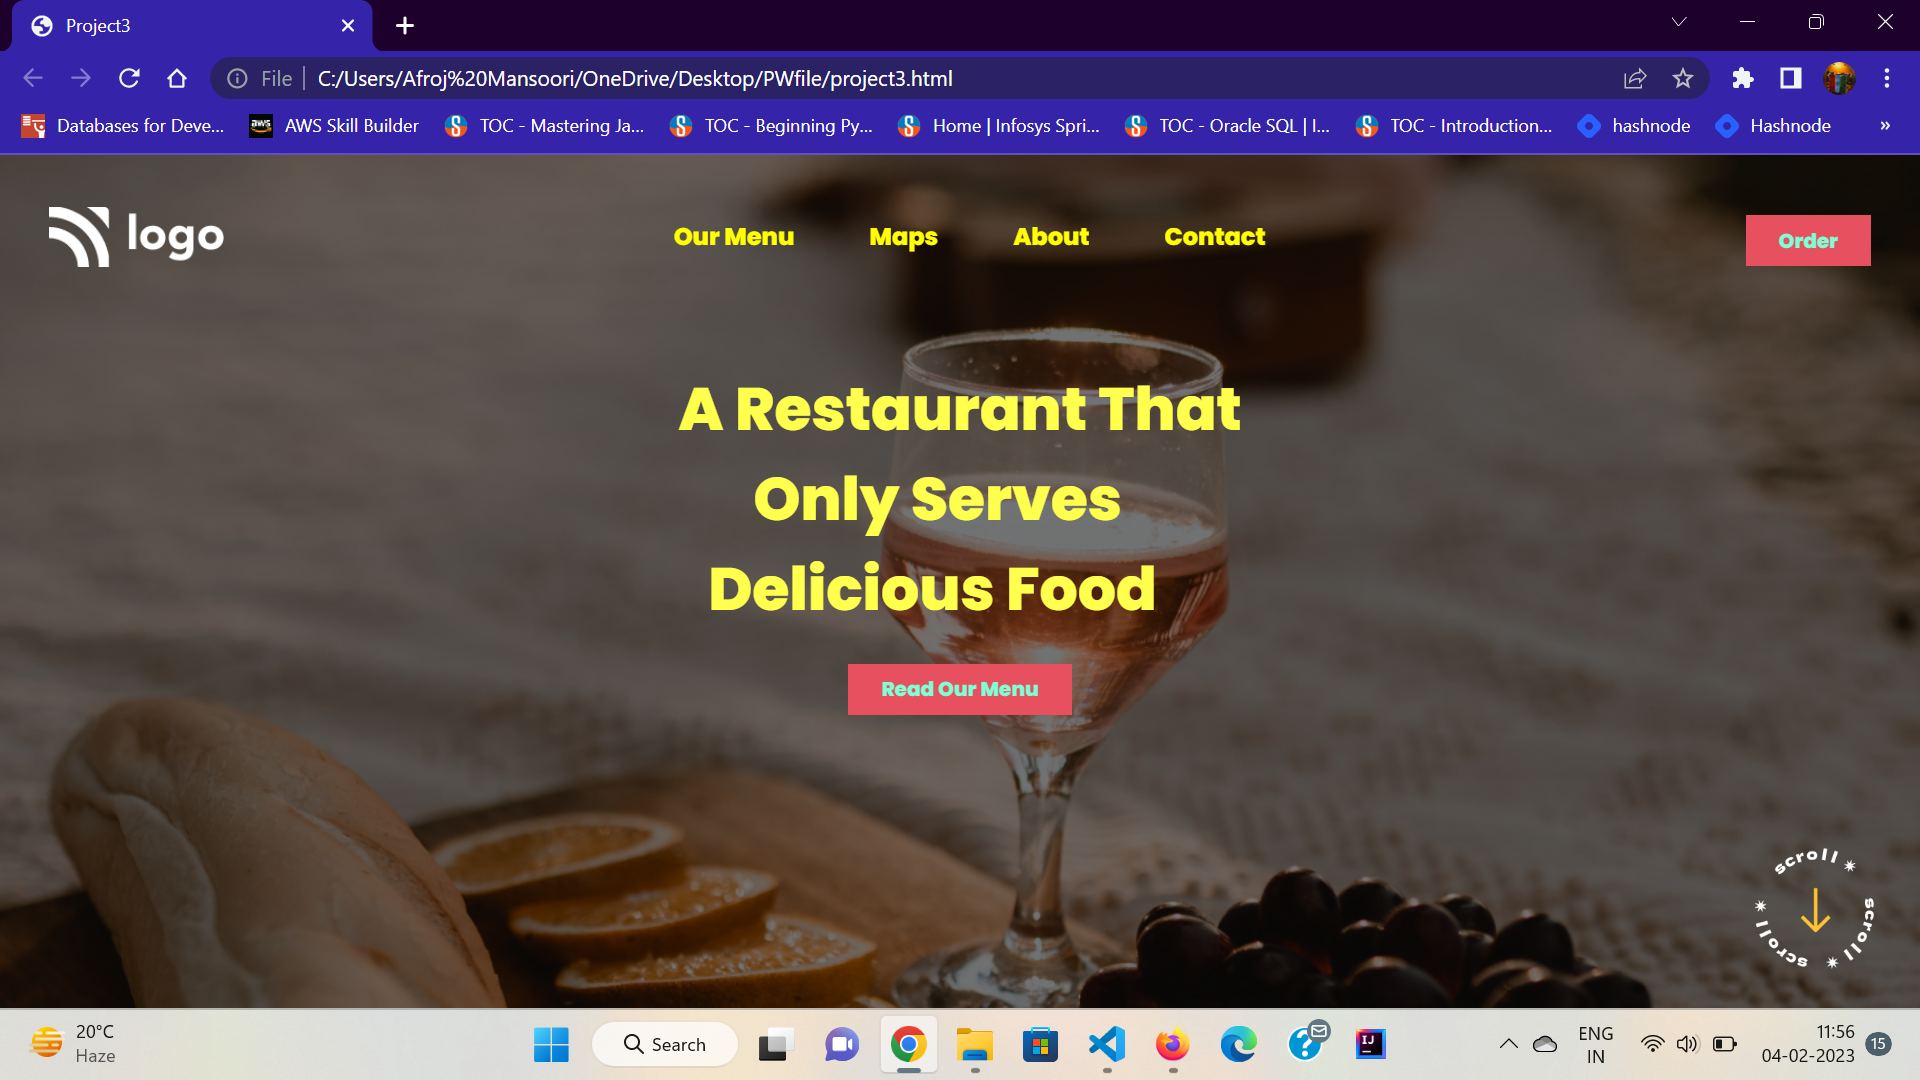 Project3
File
C:/Users/Afroj%20Mansoori/OneDrive/Desktop/PWfile/project3.html
Databases for Deve...
aws
AWS Skill Builder
TOC - Mastering Ja...
TOC - Beginning Py...
Home | Infosys Spri...
TOC - Oracle SQL | I...
TOC - Introduction...
hashnode
Hashnode
»
logo
Our Menu
Maps
About
Contact
Order
A Restaurant That
Only Serves
Delicious Food
Read Our Menu
scroll ✷ scroll ✷ scroll ✷
20°C
Haze
Search
IJ
ENG
IN
11:56
04-02-2023
15